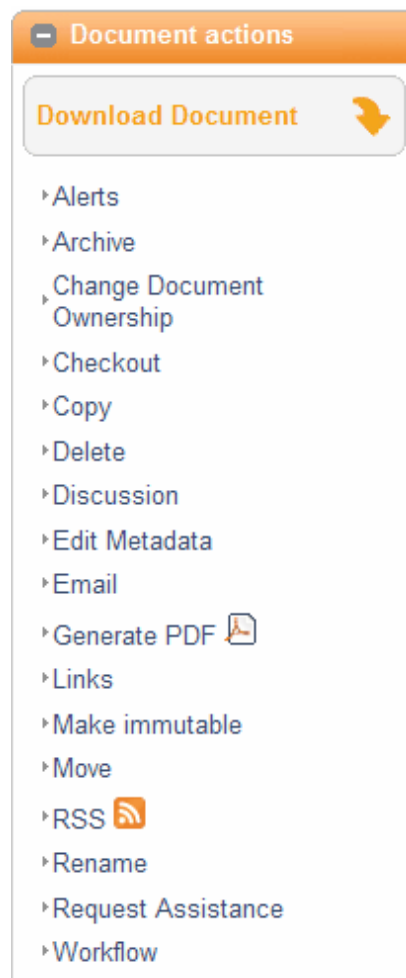 Document actions
Download Document
Alerts
Archive
Change Document
Ownership
Checkout
Copy
Delete
Discussion
Edit Metadata
Email
Generate PDF
Links
Make immutable
Move
RSS
Rename
Request Assistance
Workflow